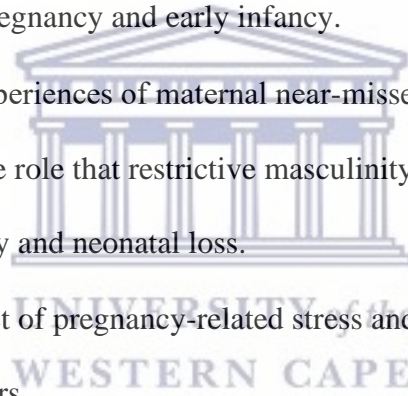 egnancy and early infancy.
periences of maternal near-misse
e role that restrictive masculinity
y and neonatal loss.
t of pregnancy-related stress and
UNIVERSITY of the
WESTERN CAPE
rs